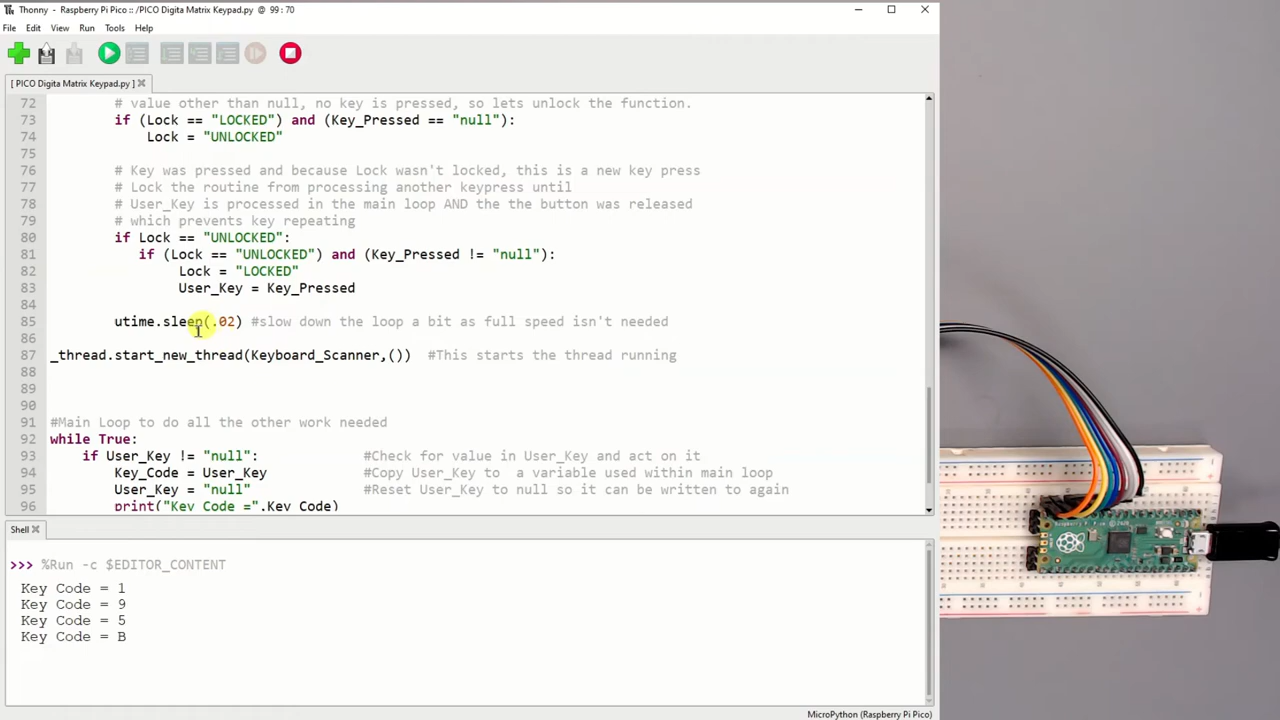 Thonny - Raspberry Pi Pico :: /PICO Digita Matrix Keypad.py @ 99 : 70
File Edit View Run Tools Help
[ PICO Digita Matrix Keypad.py ]
72 # value other than null, no key is pressed, so lets unlock the function.
73 if (Lock == "LOCKED") and (Key_Pressed == "null"):
74 Lock = "UNLOCKED"
75
76 # Key was pressed and because Lock wasn't locked, this is a new key press
77 # Lock the routine from processing another keypress until
78 # User_Key is processed in the main loop AND the the button was released
79 # which prevents key repeating
80 if Lock == "UNLOCKED":
81 if (Lock == "UNLOCKED") and (Key_Pressed != "null"):
82 Lock = "LOCKED"
83 User_Key = Key_Pressed
84
85 utime.sleep(.02) #slow down the loop a bit as full speed isn't needed
86
87 _thread.start_new_thread(Keyboard_Scanner,()) #This starts the thread running
88
89
90
91 #Main Loop to do all the other work needed
92 while True:
93 if User_Key != "null": #Check for value in User_Key and act on it
94 Key_Code = User_Key #Copy User_Key to a variable used within main loop
95 User_Key = "null" #Reset User_Key to null so it can be written to again
96 print("Key Code =",Key_Code)
Shell
>>> %Run -c $EDITOR_CONTENT
Key Code = 1
Key Code = 9
Key Code = 5
Key Code = B
MicroPython (Raspberry Pi Pico)